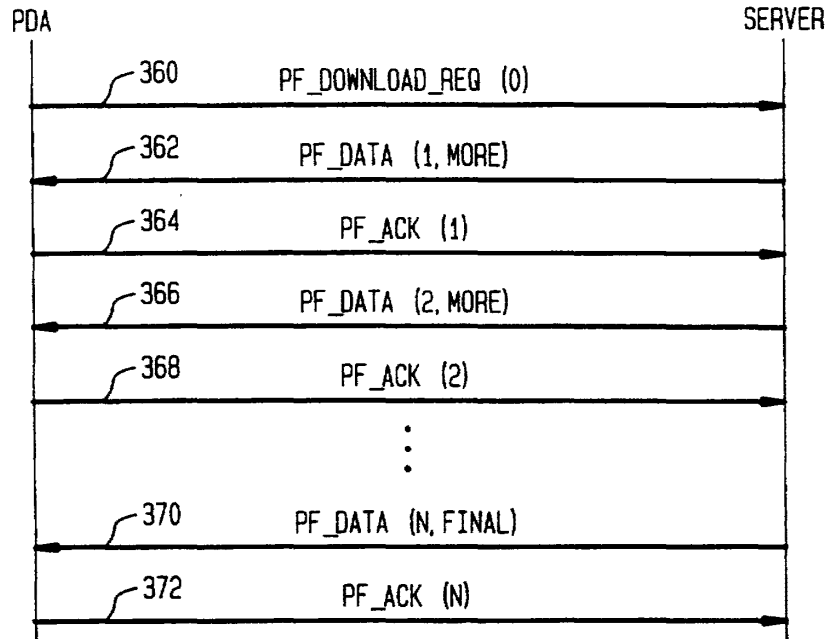 PDA SERVER
360 PF_DOWNLOAD_REQ (0)
362 PF_DATA (1, MORE)
364 PF_ACK (1)
366 PF_DATA (2, MORE)
368 PF_ACK (2)
370 PF_DATA (N, FINAL)
372 PF_ACK (N)